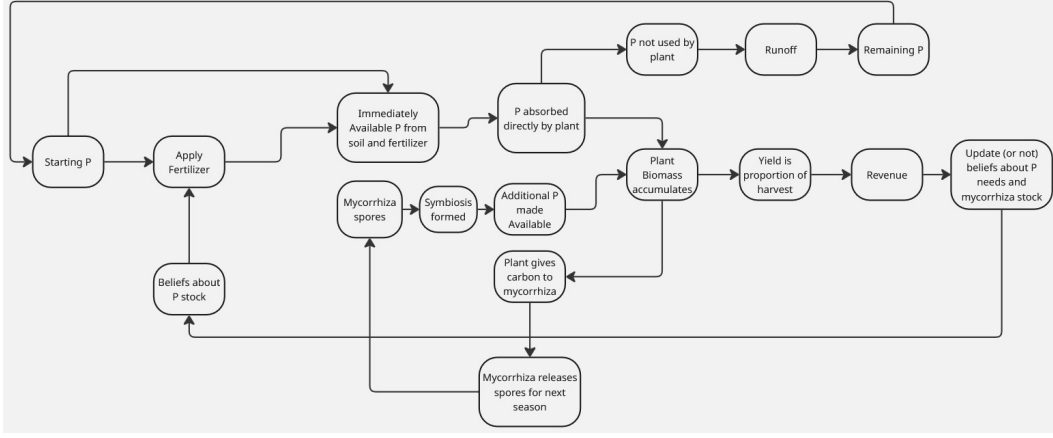 P not used by
plant
Runoff
Remaining P
Immediately
Available P from
soil and fertilizer
P absorbed
directly by plant
Starting P
Apply
Fertilizer
Plant
Biomass
accumulates
Yield is
proportion of
harvest
Revenue
Update (or not)
beliefs about P
needs and
mycorrhiza stock
Mycorrhiza
spores
Symbiosis
formed
Additional P
made
Available
Plant gives
carbon to
mycorrhiza
Beliefs about
P stock
Mycorrhiza releases
spores for next
season